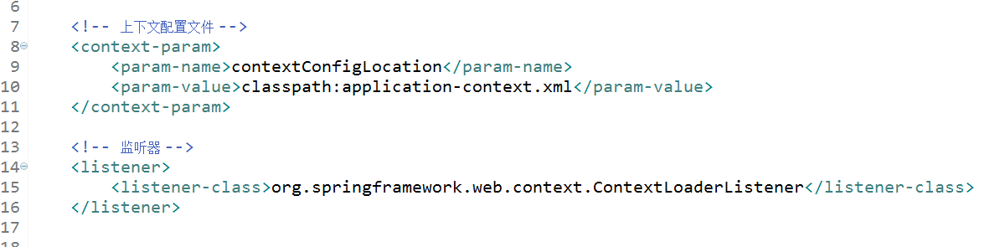 6
7 <!-- 上下文配置文件 -->
8 <context-param>
9 <param-name>contextConfigLocation</param-name>
10 <param-value>classpath:application-context.xml</param-value>
11 </context-param>
12
13 <!-- 监听器 -->
14 <listener>
15 <listener-class>org.springframework.web.context.ContextLoaderListener</listener-class>
16 </listener>
17
18